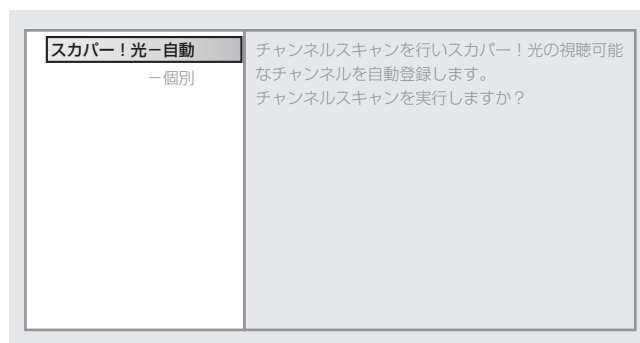 スカパー！光－自動
－個別
チャンネルスキャンを行いスカパー！光の視聴可能
なチャンネルを自動登録します。
チャンネルスキャンを実行しますか？